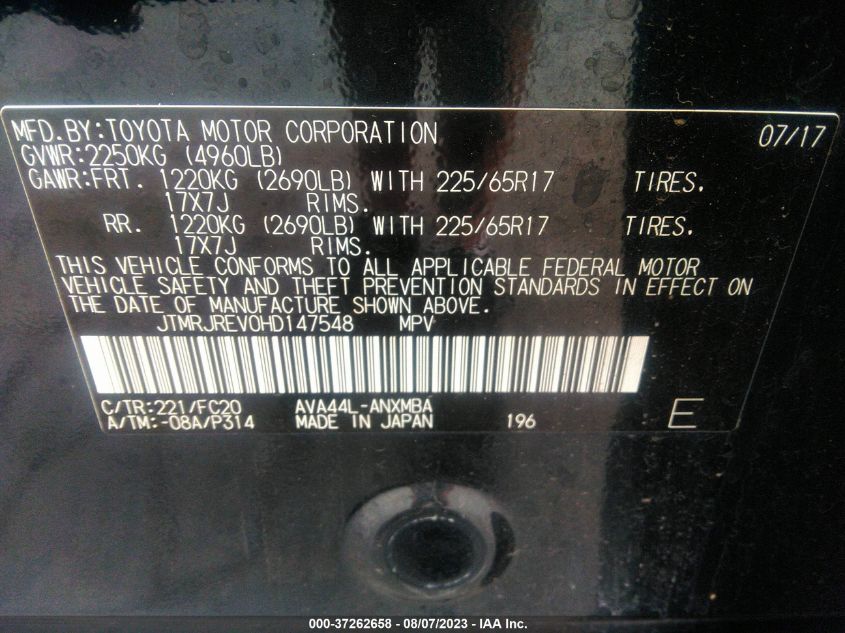 MFD.BY:TOYOTA MOTOR CORPORATION 07/17
GVWR:2250KG (4960LB)
GAWR:FRT. 1220KG (2690LB) WITH 225/65R17 TIRES.
17X7J RIMS.
RR. 1220KG (2690LB) WITH 225/65R17 TIRES.
17X7J RIMS.
THIS VEHICLE CONFORMS TO ALL APPLICABLE FEDERAL MOTOR
VEHICLE SAFETY AND THEFT PREVENTION STANDARDS IN EFFECT ON
THE DATE OF MANUFACTURE SHOWN ABOVE.
JTMRJREV0HD147548 MPV
C/TR:221/FC20 AVA44L-ANXMBA
A/TM:-08A/P314 MADE IN JAPAN 196 E
000-37262658 - 08/07/2023 - IAA Inc.